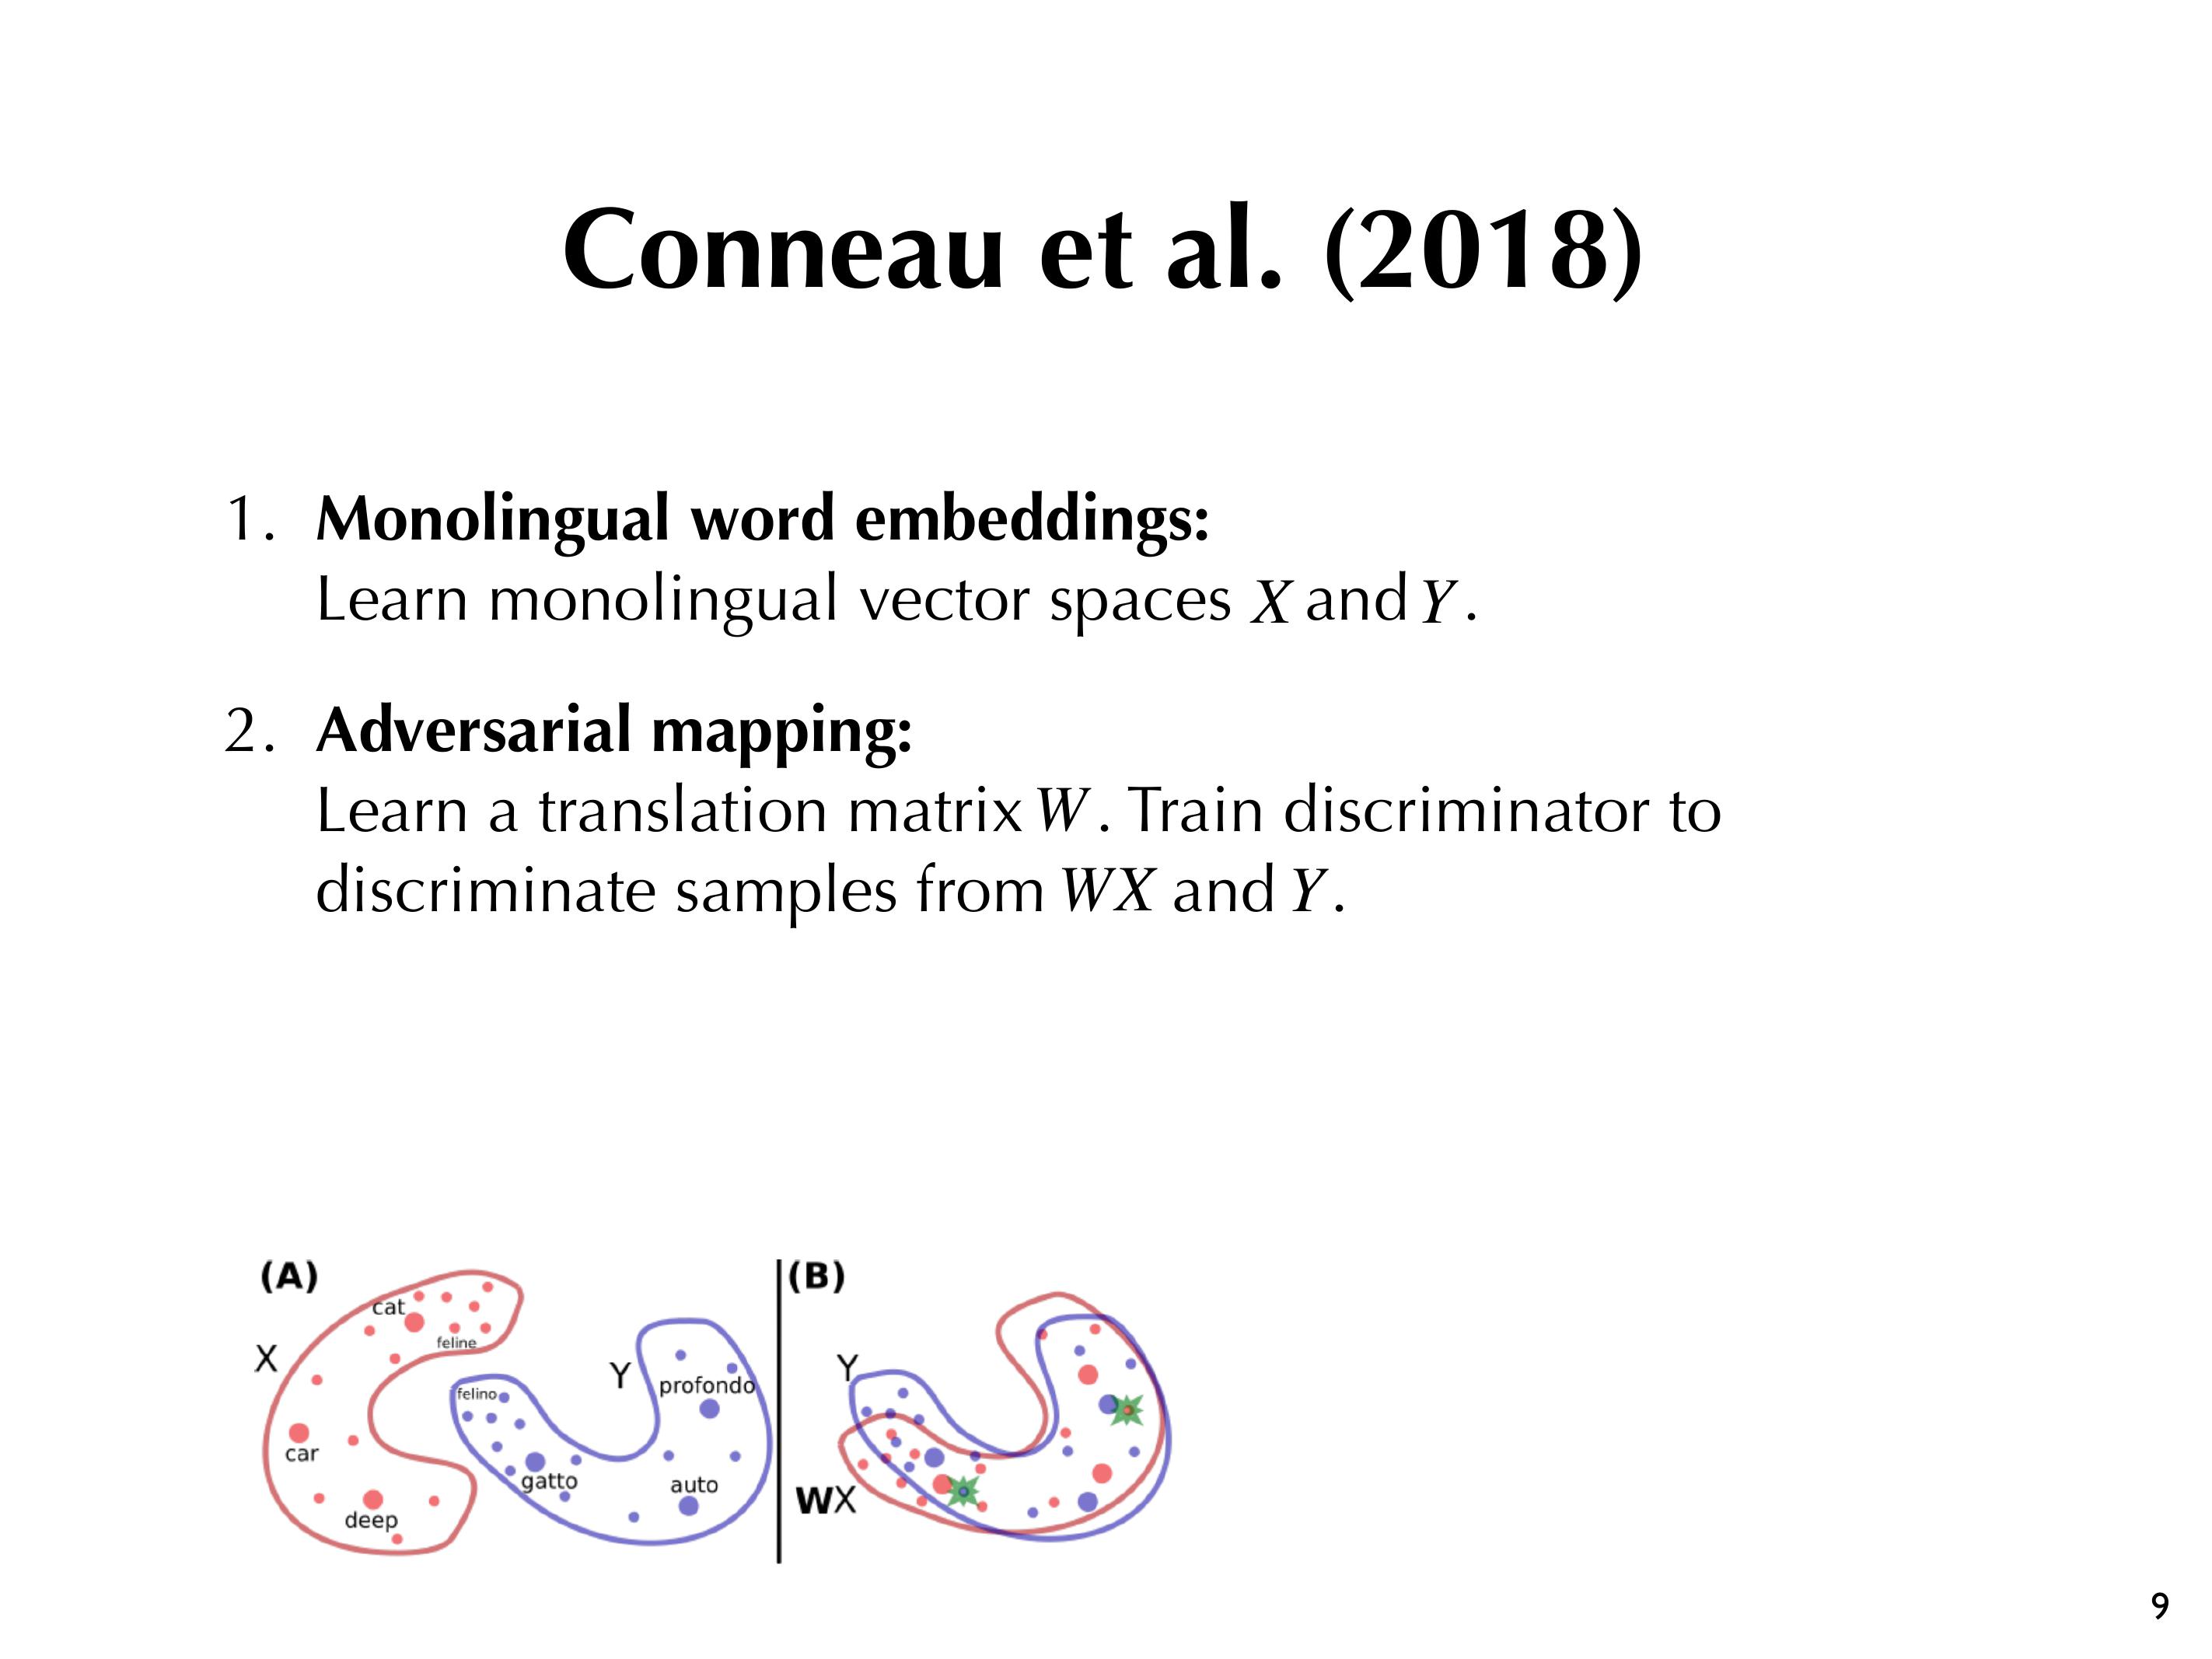 Conneau et al. (2018)
1. Monolingual word embeddings:
Learn monolingual vector spaces X and Y.
2. Adversarial mapping:
Learn a translation matrix W. Train discriminator to
discriminate samples from WX and Y.
(A)
cat
feline
X
car
deep
Y
felino
profondo
gatto
auto
(B)
Y
WX
9